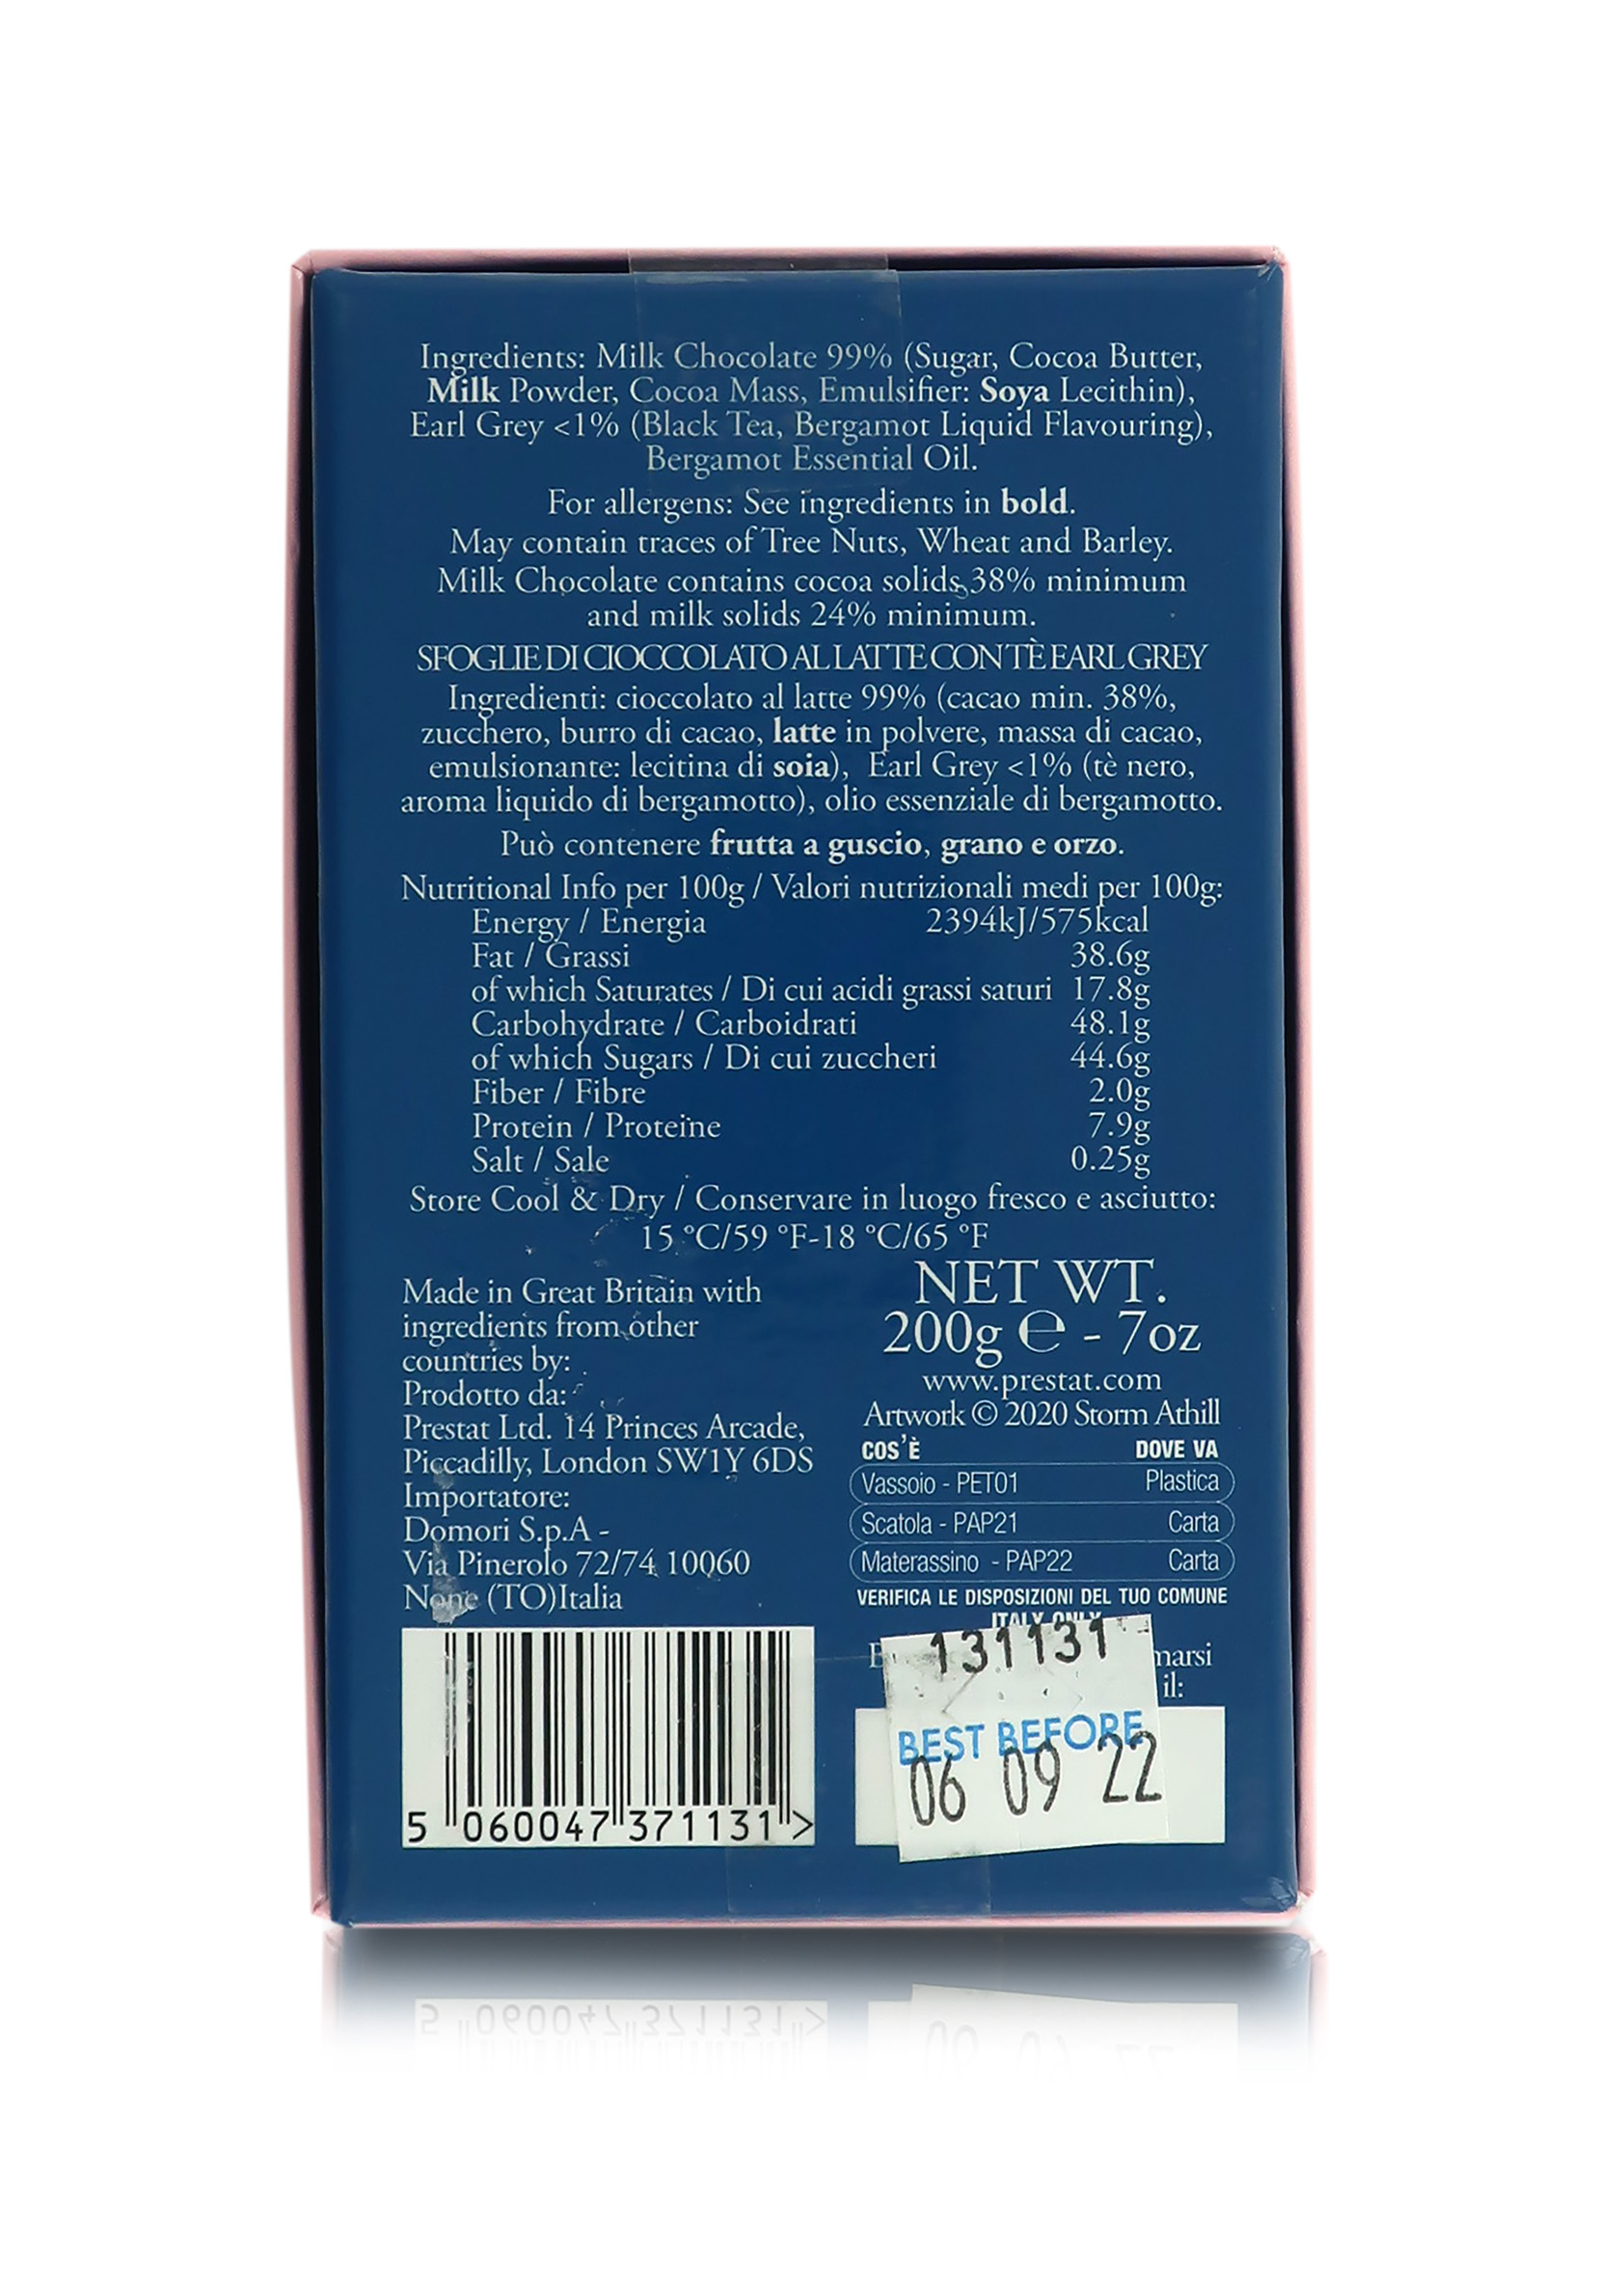 Ingredients: Milk Chocolate 99% (Sugar, Cocoa Butter,
Milk Powder, Cocoa Mass, Emulsifier: Soya Lecithin),
Earl Grey <1% (Black Tea, Bergamot Liquid Flavouring),
Bergamot Essential Oil.
For allergens: See ingredients in bold.
May contain traces of Tree Nuts, Wheat and Barley.
Milk Chocolate contains cocoa solids 38% minimum
and milk solids 24% minimum.
SFOGLIE DI CIOCCOLATO AL LATTE CON TÈ EARL GREY
Ingredienti: cioccolato al latte 99% (cacao min. 38%,
zucchero, burro di cacao, latte in polvere, massa di cacao,
emulsionante: lecitina di soia), Earl Grey <1% (tè nero,
aroma liquido di bergamotto), olio essenziale di bergamotto.
Può contenere frutta a guscio, grano e orzo.
Nutritional Info per 100g / Valori nutrizionali medi per 100g:
Energy / Energia 2394kJ/575kcal
Fat / Grassi 38.6g
of which Saturates / Di cui acidi grassi saturi 17.8g
Carbohydrate / Carboidrati 48.1g
of which Sugars / Di cui zuccheri 44.6g
Fiber / Fibre 2.0g
Protein / Proteine 7.9g
Salt / Sale 0.25g
Store Cool & Dry / Conservare in luogo fresco e asciutto:
15 °C/59 °F-18 °C/65 °F
Made in Great Britain with
ingredients from other
countries by:
Prodotto da:
Prestat Ltd. 14 Princes Arcade,
Piccadilly, London SW1Y 6DS
Importatore:
Domori S.p.A -
Via Pinerolo 72/74 10060
None (TO)Italia
5 060047 371131 >
NET WT.
200g ℮ - 7oz
www.prestat.com
Artwork © 2020 Storm Athill
COS'È DOVE VA
Vassoio - PET01 Plastica
Scatola - PAP21 Carta
Materassino - PAP22 Carta
VERIFICA LE DISPOSIZIONI DEL TUO COMUNE
ITALY ONLY
131131
il:
BEST BEFORE
06 09 22